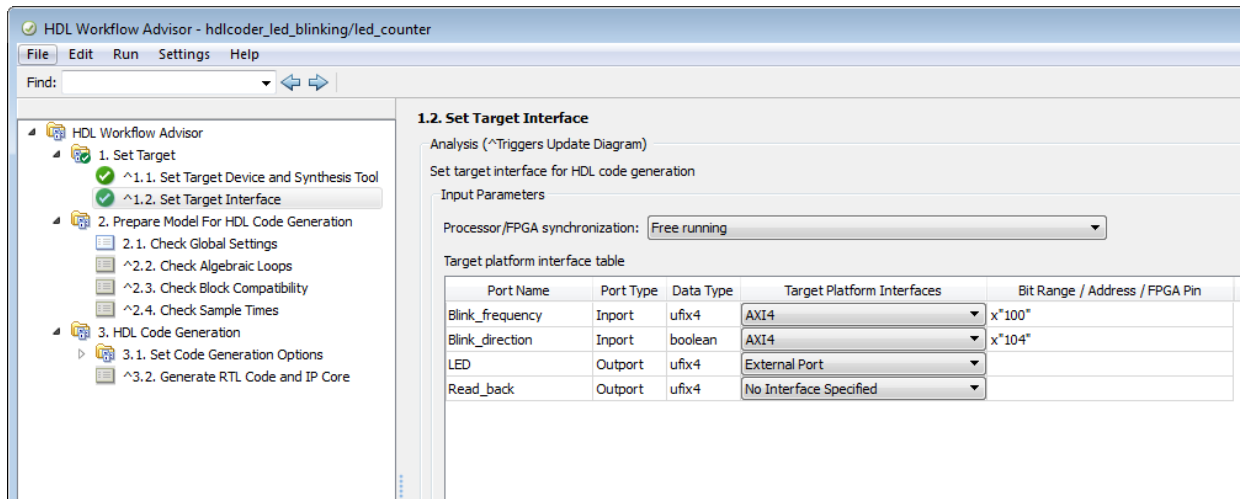 HDL Workflow Advisor - hdlcoder_led_blinking/led_counter
File Edit Run Settings Help
Find:
HDL Workflow Advisor
1. Set Target
^1.1. Set Target Device and Synthesis Tool
^1.2. Set Target Interface
2. Prepare Model For HDL Code Generation
2.1. Check Global Settings
^2.2. Check Algebraic Loops
^2.3. Check Block Compatibility
^2.4. Check Sample Times
3. HDL Code Generation
3.1. Set Code Generation Options
^3.2. Generate RTL Code and IP Core
1.2. Set Target Interface
Analysis (^Triggers Update Diagram)
Set target interface for HDL code generation
Input Parameters
Processor/FPGA synchronization: Free running
Target platform interface table
Port Name Port Type Data Type Target Platform Interfaces Bit Range / Address / FPGA Pin
Blink_frequency Inport ufix4 AXI4 x"100"
Blink_direction Inport boolean AXI4 x"104"
LED Outport ufix4 External Port
Read_back Outport ufix4 No Interface Specified